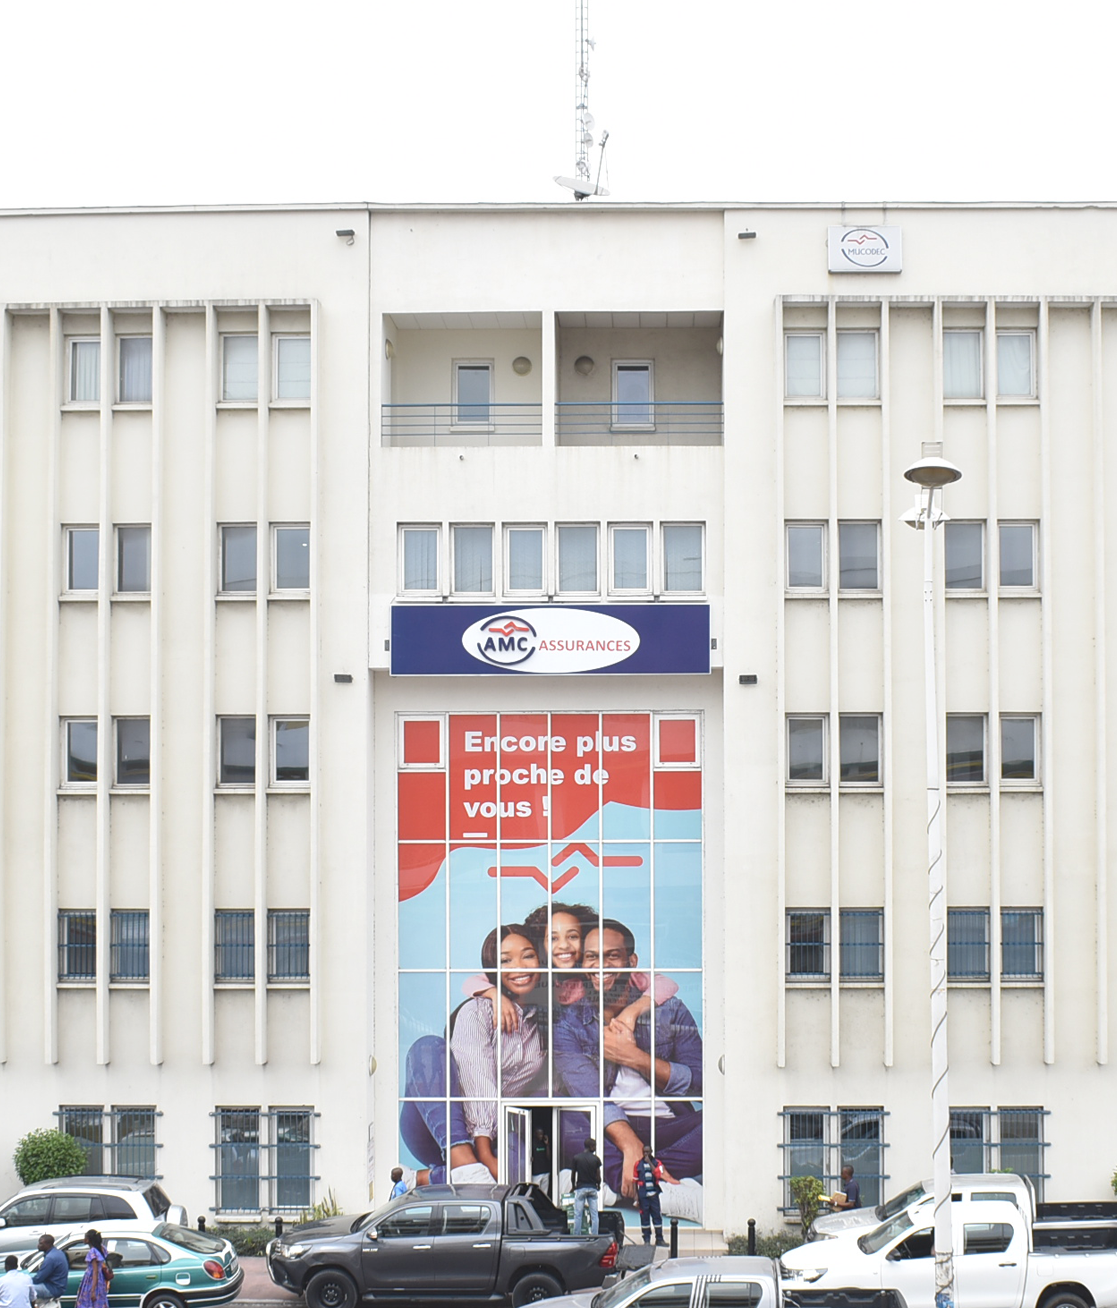 MUCODEC
AMC ASSURANCES
Encore plus
proche de
vous !